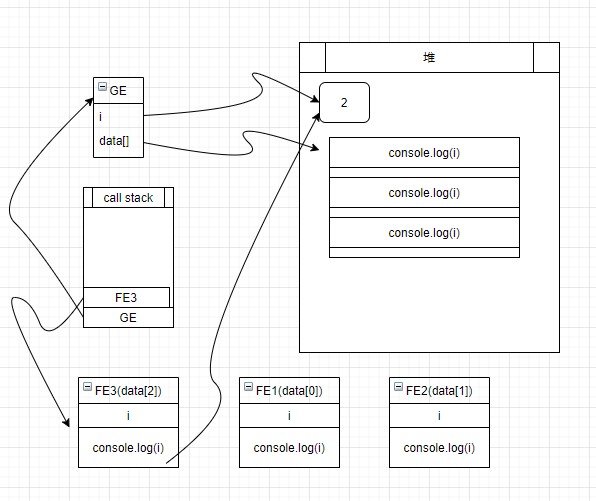 堆
GE
i
data[]
2
console.log(i)
console.log(i)
console.log(i)
call stack
FE3
GE
FE3(data[2])
i
console.log(i)
FE1(data[0])
i
console.log(i)
FE2(data[1])
i
console.log(i)